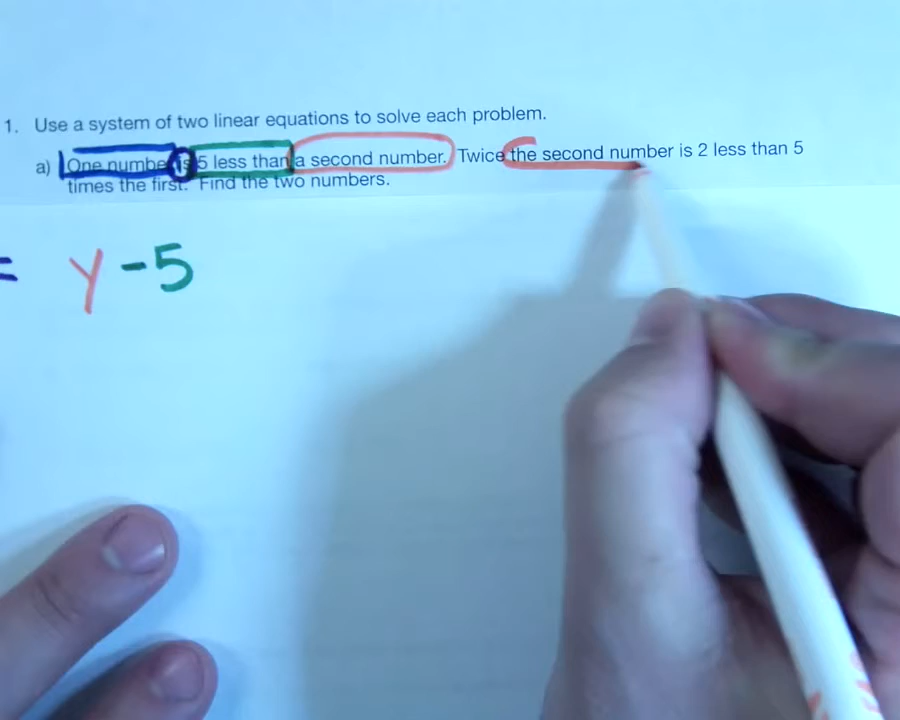 1. Use a system of two linear equations to solve each problem.
a) One number is 5 less than a second number. Twice the second number is 2 less than 5
times the first. Find the two numbers.
= y - 5